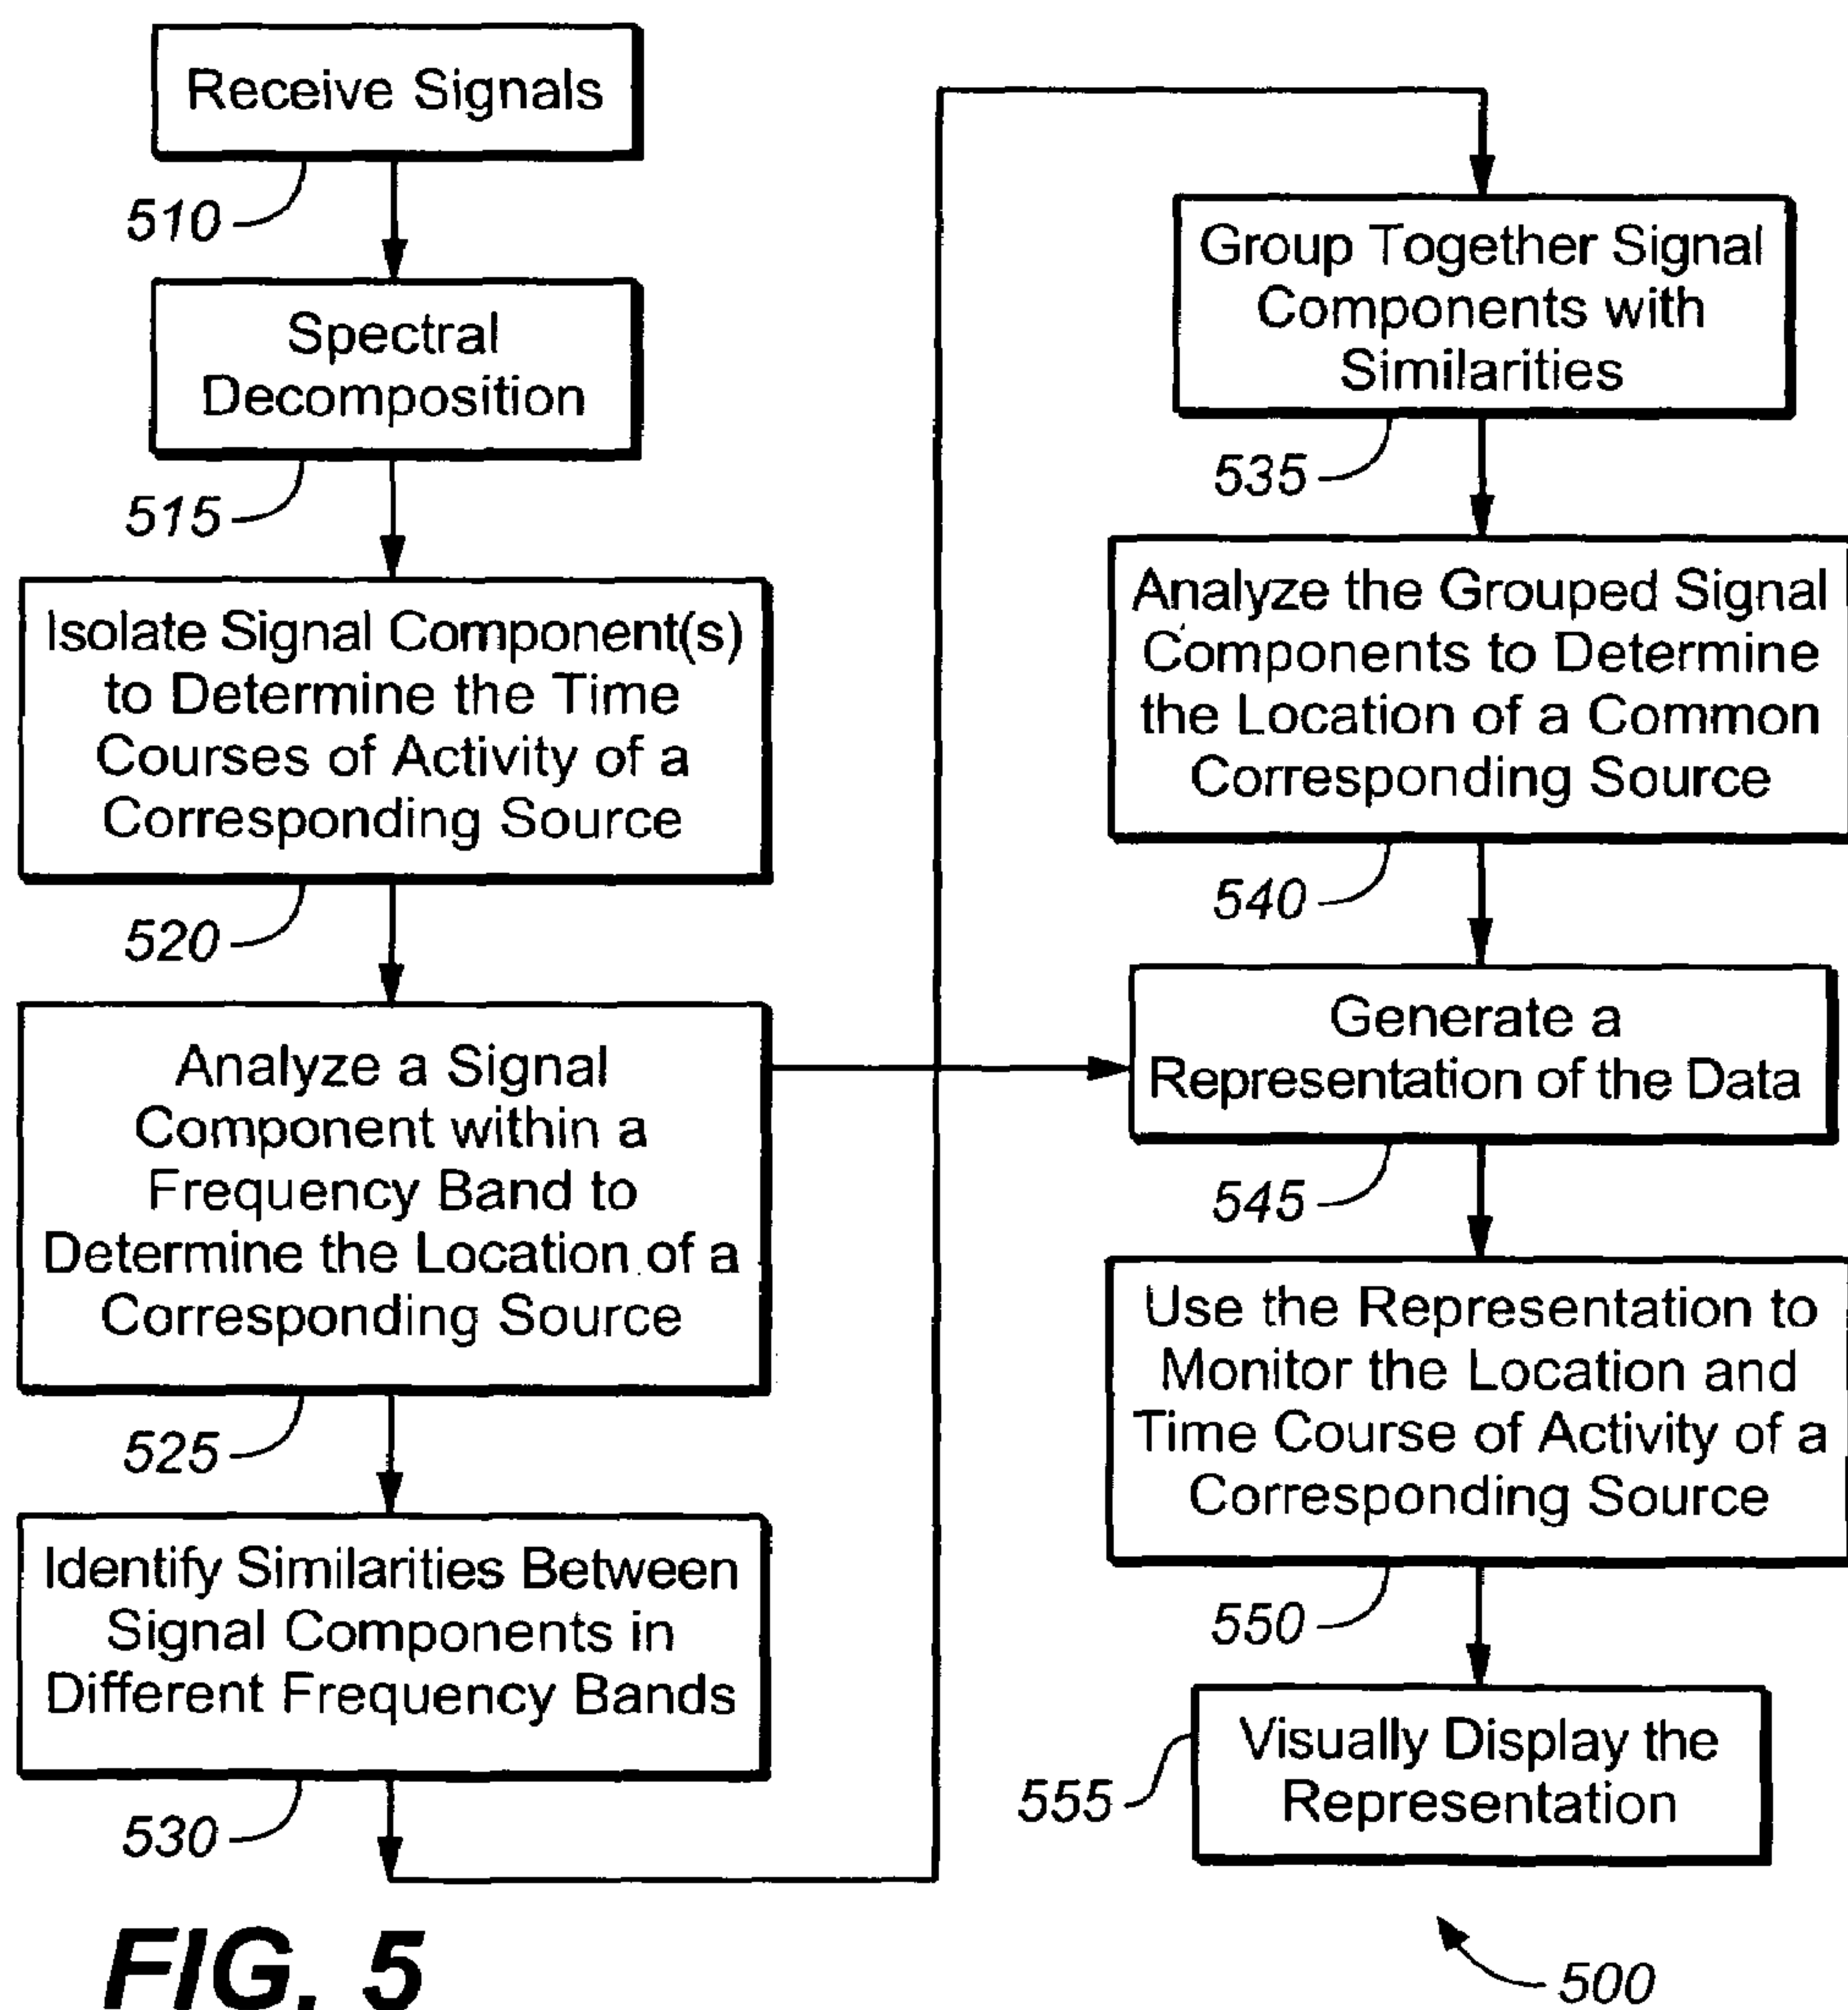 Receive Signals
510
Spectral
Decomposition
515
Isolate Signal Component(s)
to Determine the Time
Courses of Activity of a
Corresponding Source
520
Analyze a Signal
Component within a
Frequency Band to
Determine the Location of a
Corresponding Source
525
Identify Similarities Between
Signal Components in
Different Frequency Bands
530
Group Together Signal
Components with
Similarities
535
Analyze the Grouped Signal
Components to Determine
the Location of a Common
Corresponding Source
540
Generate a
Representation of the Data
545
Use the Representation to
Monitor the Location and
Time Course of Activity of a
Corresponding Source
550
Visually Display the
Representation
555
500
FIG. 5